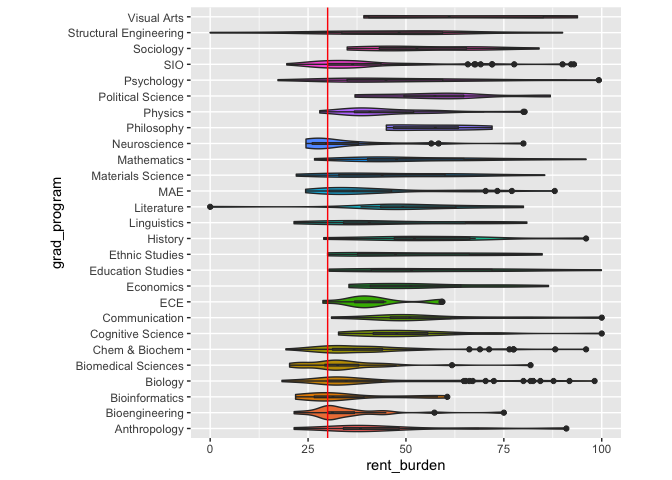 Visual Arts
Structural Engineering
Sociology
SIO
Psychology
Political Science
Physics
Philosophy
Neuroscience
Mathematics
Materials Science
MAE
Literature
Linguistics
History
Ethnic Studies
Education Studies
Economics
ECE
Communication
Cognitive Science
Chem & Biochem
Biomedical Sciences
Biology
Bioinformatics
Bioengineering
Anthropology
grad_program
0 25 50 75 100
rent_burden